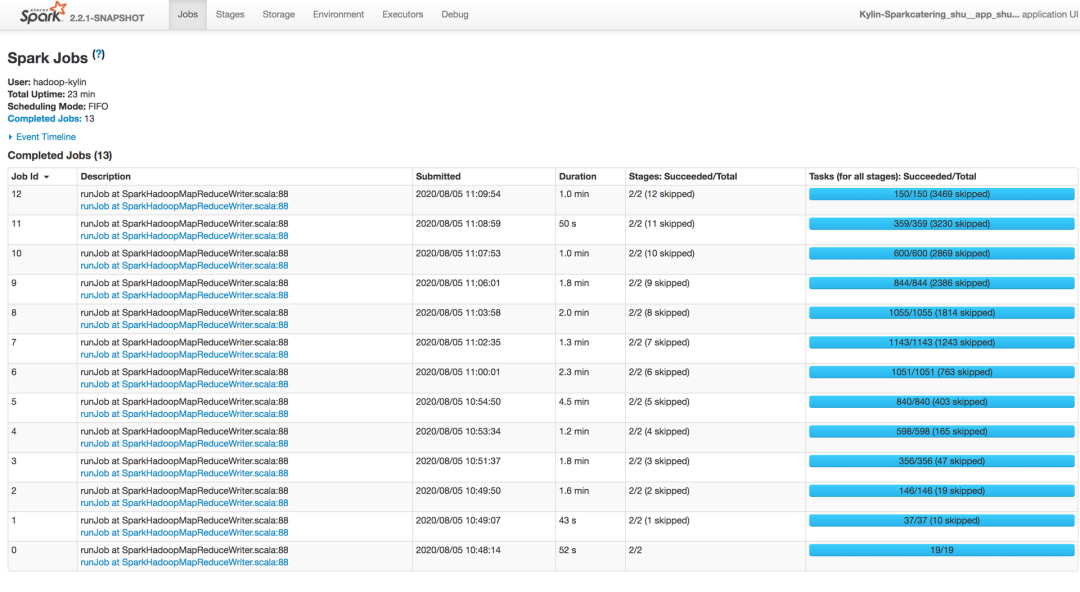 APACHE
Spark 2.2.1-SNAPSHOT Jobs Stages Storage Environment Executors Debug Kylin-Sparkcatering_shu__app_shu... application UI
Spark Jobs (?)
User: hadoop-kylin
Total Uptime: 23 min
Scheduling Mode: FIFO
Completed Jobs: 13
Event Timeline
Completed Jobs (13)
Job Id Description Submitted Duration Stages: Succeeded/Total Tasks (for all stages): Succeeded/Total
12 runJob at SparkHadoopMapReduceWriter.scala:88 2020/08/05 11:09:54 1.0 min 2/2 (12 skipped) 150/150 (3469 skipped)
runJob at SparkHadoopMapReduceWriter.scala:88
11 runJob at SparkHadoopMapReduceWriter.scala:88 2020/08/05 11:08:59 50 s 2/2 (11 skipped) 359/359 (3230 skipped)
runJob at SparkHadoopMapReduceWriter.scala:88
10 runJob at SparkHadoopMapReduceWriter.scala:88 2020/08/05 11:07:53 1.0 min 2/2 (10 skipped) 600/600 (2869 skipped)
runJob at SparkHadoopMapReduceWriter.scala:88
9 runJob at SparkHadoopMapReduceWriter.scala:88 2020/08/05 11:06:01 1.8 min 2/2 (9 skipped) 844/844 (2386 skipped)
runJob at SparkHadoopMapReduceWriter.scala:88
8 runJob at SparkHadoopMapReduceWriter.scala:88 2020/08/05 11:03:58 2.0 min 2/2 (8 skipped) 1055/1055 (1814 skipped)
runJob at SparkHadoopMapReduceWriter.scala:88
7 runJob at SparkHadoopMapReduceWriter.scala:88 2020/08/05 11:02:35 1.3 min 2/2 (7 skipped) 1143/1143 (1243 skipped)
runJob at SparkHadoopMapReduceWriter.scala:88
6 runJob at SparkHadoopMapReduceWriter.scala:88 2020/08/05 11:00:01 2.3 min 2/2 (6 skipped) 1051/1051 (763 skipped)
runJob at SparkHadoopMapReduceWriter.scala:88
5 runJob at SparkHadoopMapReduceWriter.scala:88 2020/08/05 10:54:50 4.5 min 2/2 (5 skipped) 840/840 (403 skipped)
runJob at SparkHadoopMapReduceWriter.scala:88
4 runJob at SparkHadoopMapReduceWriter.scala:88 2020/08/05 10:53:34 1.2 min 2/2 (4 skipped) 598/598 (165 skipped)
runJob at SparkHadoopMapReduceWriter.scala:88
3 runJob at SparkHadoopMapReduceWriter.scala:88 2020/08/05 10:51:37 1.8 min 2/2 (3 skipped) 356/356 (47 skipped)
runJob at SparkHadoopMapReduceWriter.scala:88
2 runJob at SparkHadoopMapReduceWriter.scala:88 2020/08/05 10:49:50 1.6 min 2/2 (2 skipped) 146/146 (19 skipped)
runJob at SparkHadoopMapReduceWriter.scala:88
1 runJob at SparkHadoopMapReduceWriter.scala:88 2020/08/05 10:49:07 43 s 2/2 (1 skipped) 37/37 (10 skipped)
runJob at SparkHadoopMapReduceWriter.scala:88
0 runJob at SparkHadoopMapReduceWriter.scala:88 2020/08/05 10:48:14 52 s 2/2 19/19
runJob at SparkHadoopMapReduceWriter.scala:88